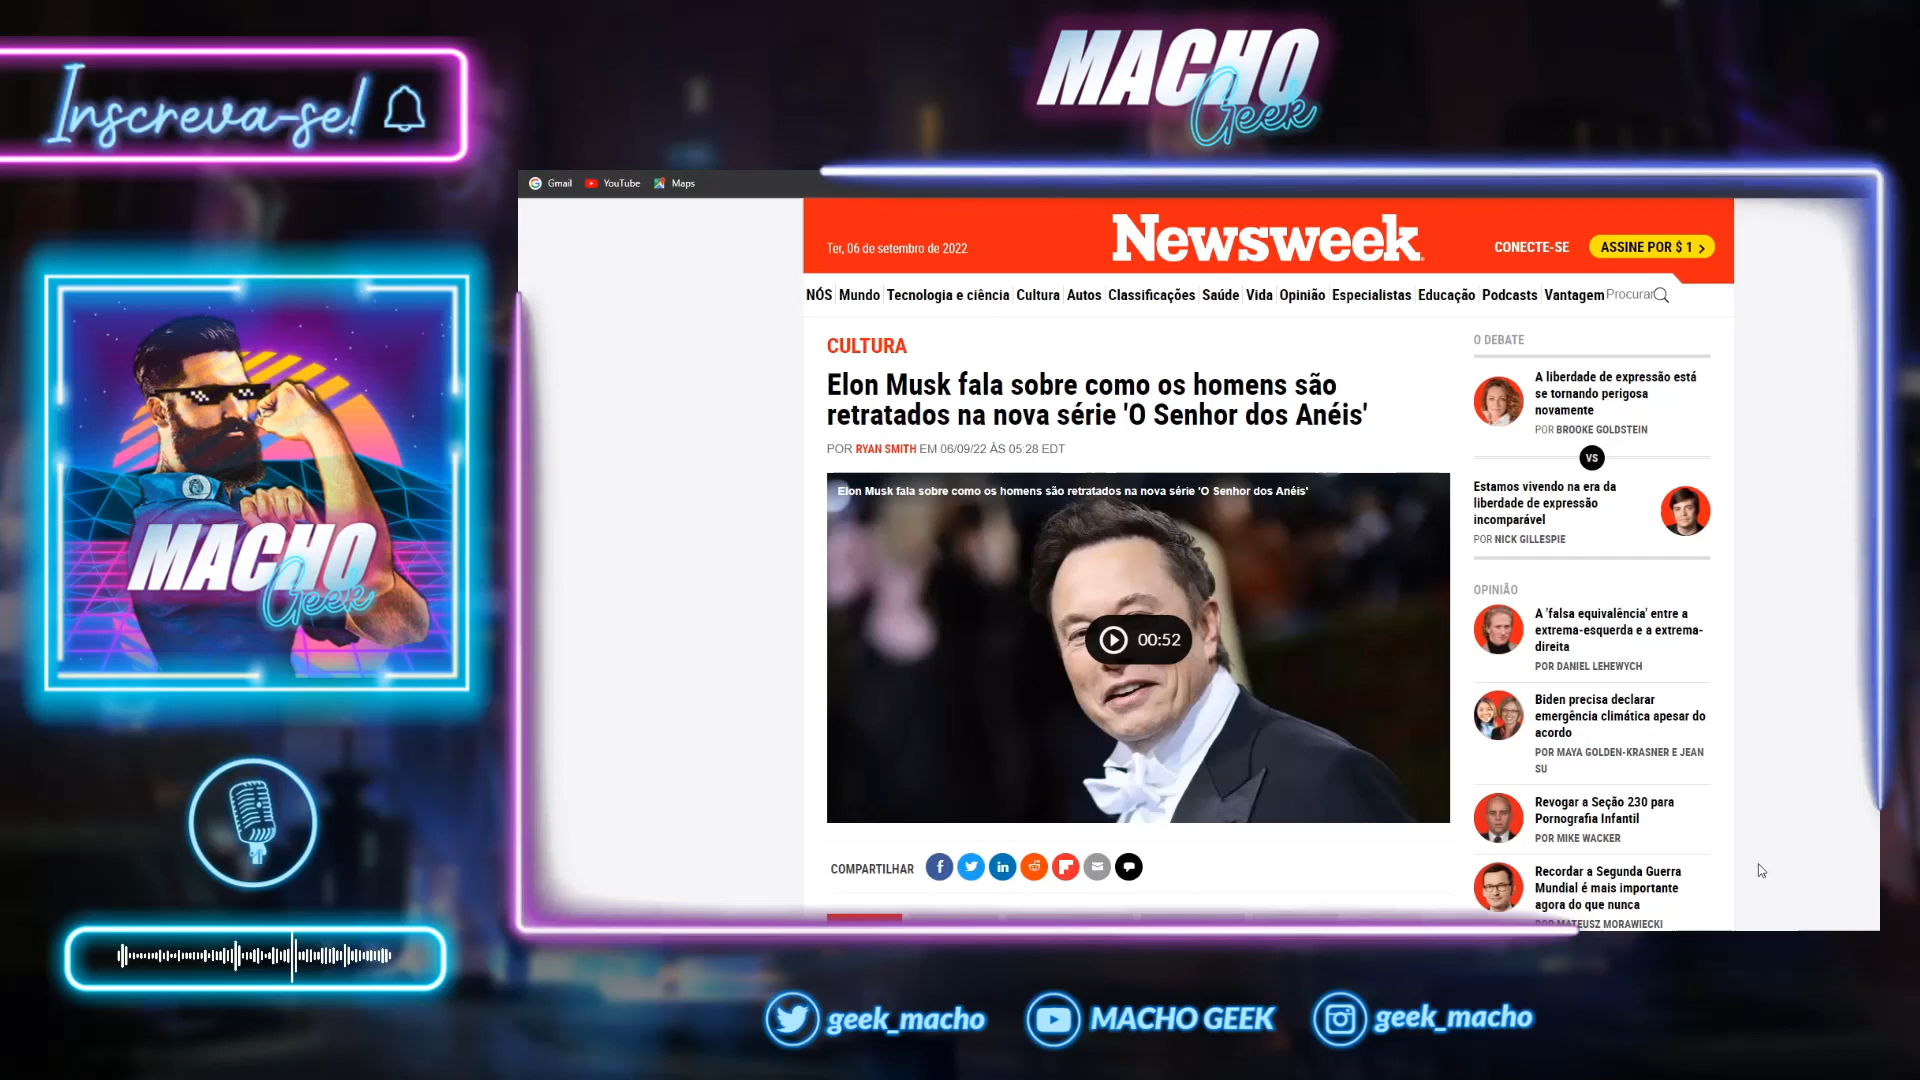 Inscreva-se!
MACHO
Geek
MACHO
Geek
Gmail
YouTube
Maps
Ter, 06 de setembro de 2022
Newsweek
CONECTE-SE
ASSINE POR $ 1 >
NÓS
Mundo
Tecnologia e ciência
Cultura
Autos
Classificações
Saúde
Vida
Opinião
Especialistas
Educação
Podcasts
Vantagem
Procurar
CULTURA
Elon Musk fala sobre como os homens são
retratados na nova série 'O Senhor dos Anéis'
POR RYAN SMITH EM 06/09/22 ÀS 05:28 EDT
Elon Musk fala sobre como os homens são retratados na nova série 'O Senhor dos Anéis'
00:52
COMPARTILHAR
O DEBATE
A liberdade de expressão está
se tornando perigosa
novamente
POR BROOKE GOLDSTEIN
VS
Estamos vivendo na era da
liberdade de expressão
incomparável
POR NICK GILLESPIE
OPINIÃO
A 'falsa equivalência' entre a
extrema-esquerda e a extrema-
direita
POR DANIEL LEHEWYCH
Biden precisa declarar
emergência climática apesar do
acordo
POR MAYA GOLDEN-KRASNER E JEAN
SU
Revogar a Seção 230 para
Pornografia Infantil
POR MIKE WACKER
Recordar a Segunda Guerra
Mundial é mais importante
agora do que nunca
POR MATEUSZ MORAWIECKI
geek_macho
MACHO GEEK
geek_macho